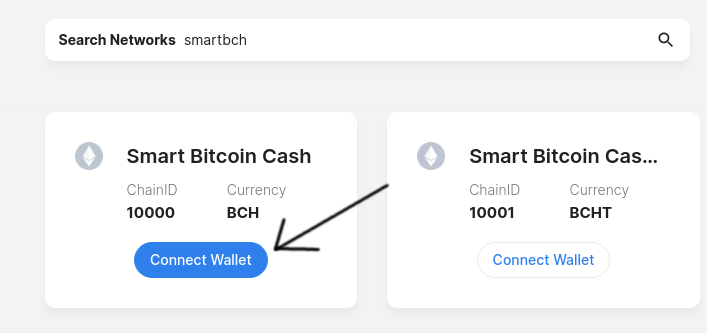 Search Networks smartbch
Smart Bitcoin Cash
ChainID Currency
10000 BCH
Connect Wallet
Smart Bitcoin Cas...
ChainID Currency
10001 BCHT
Connect Wallet